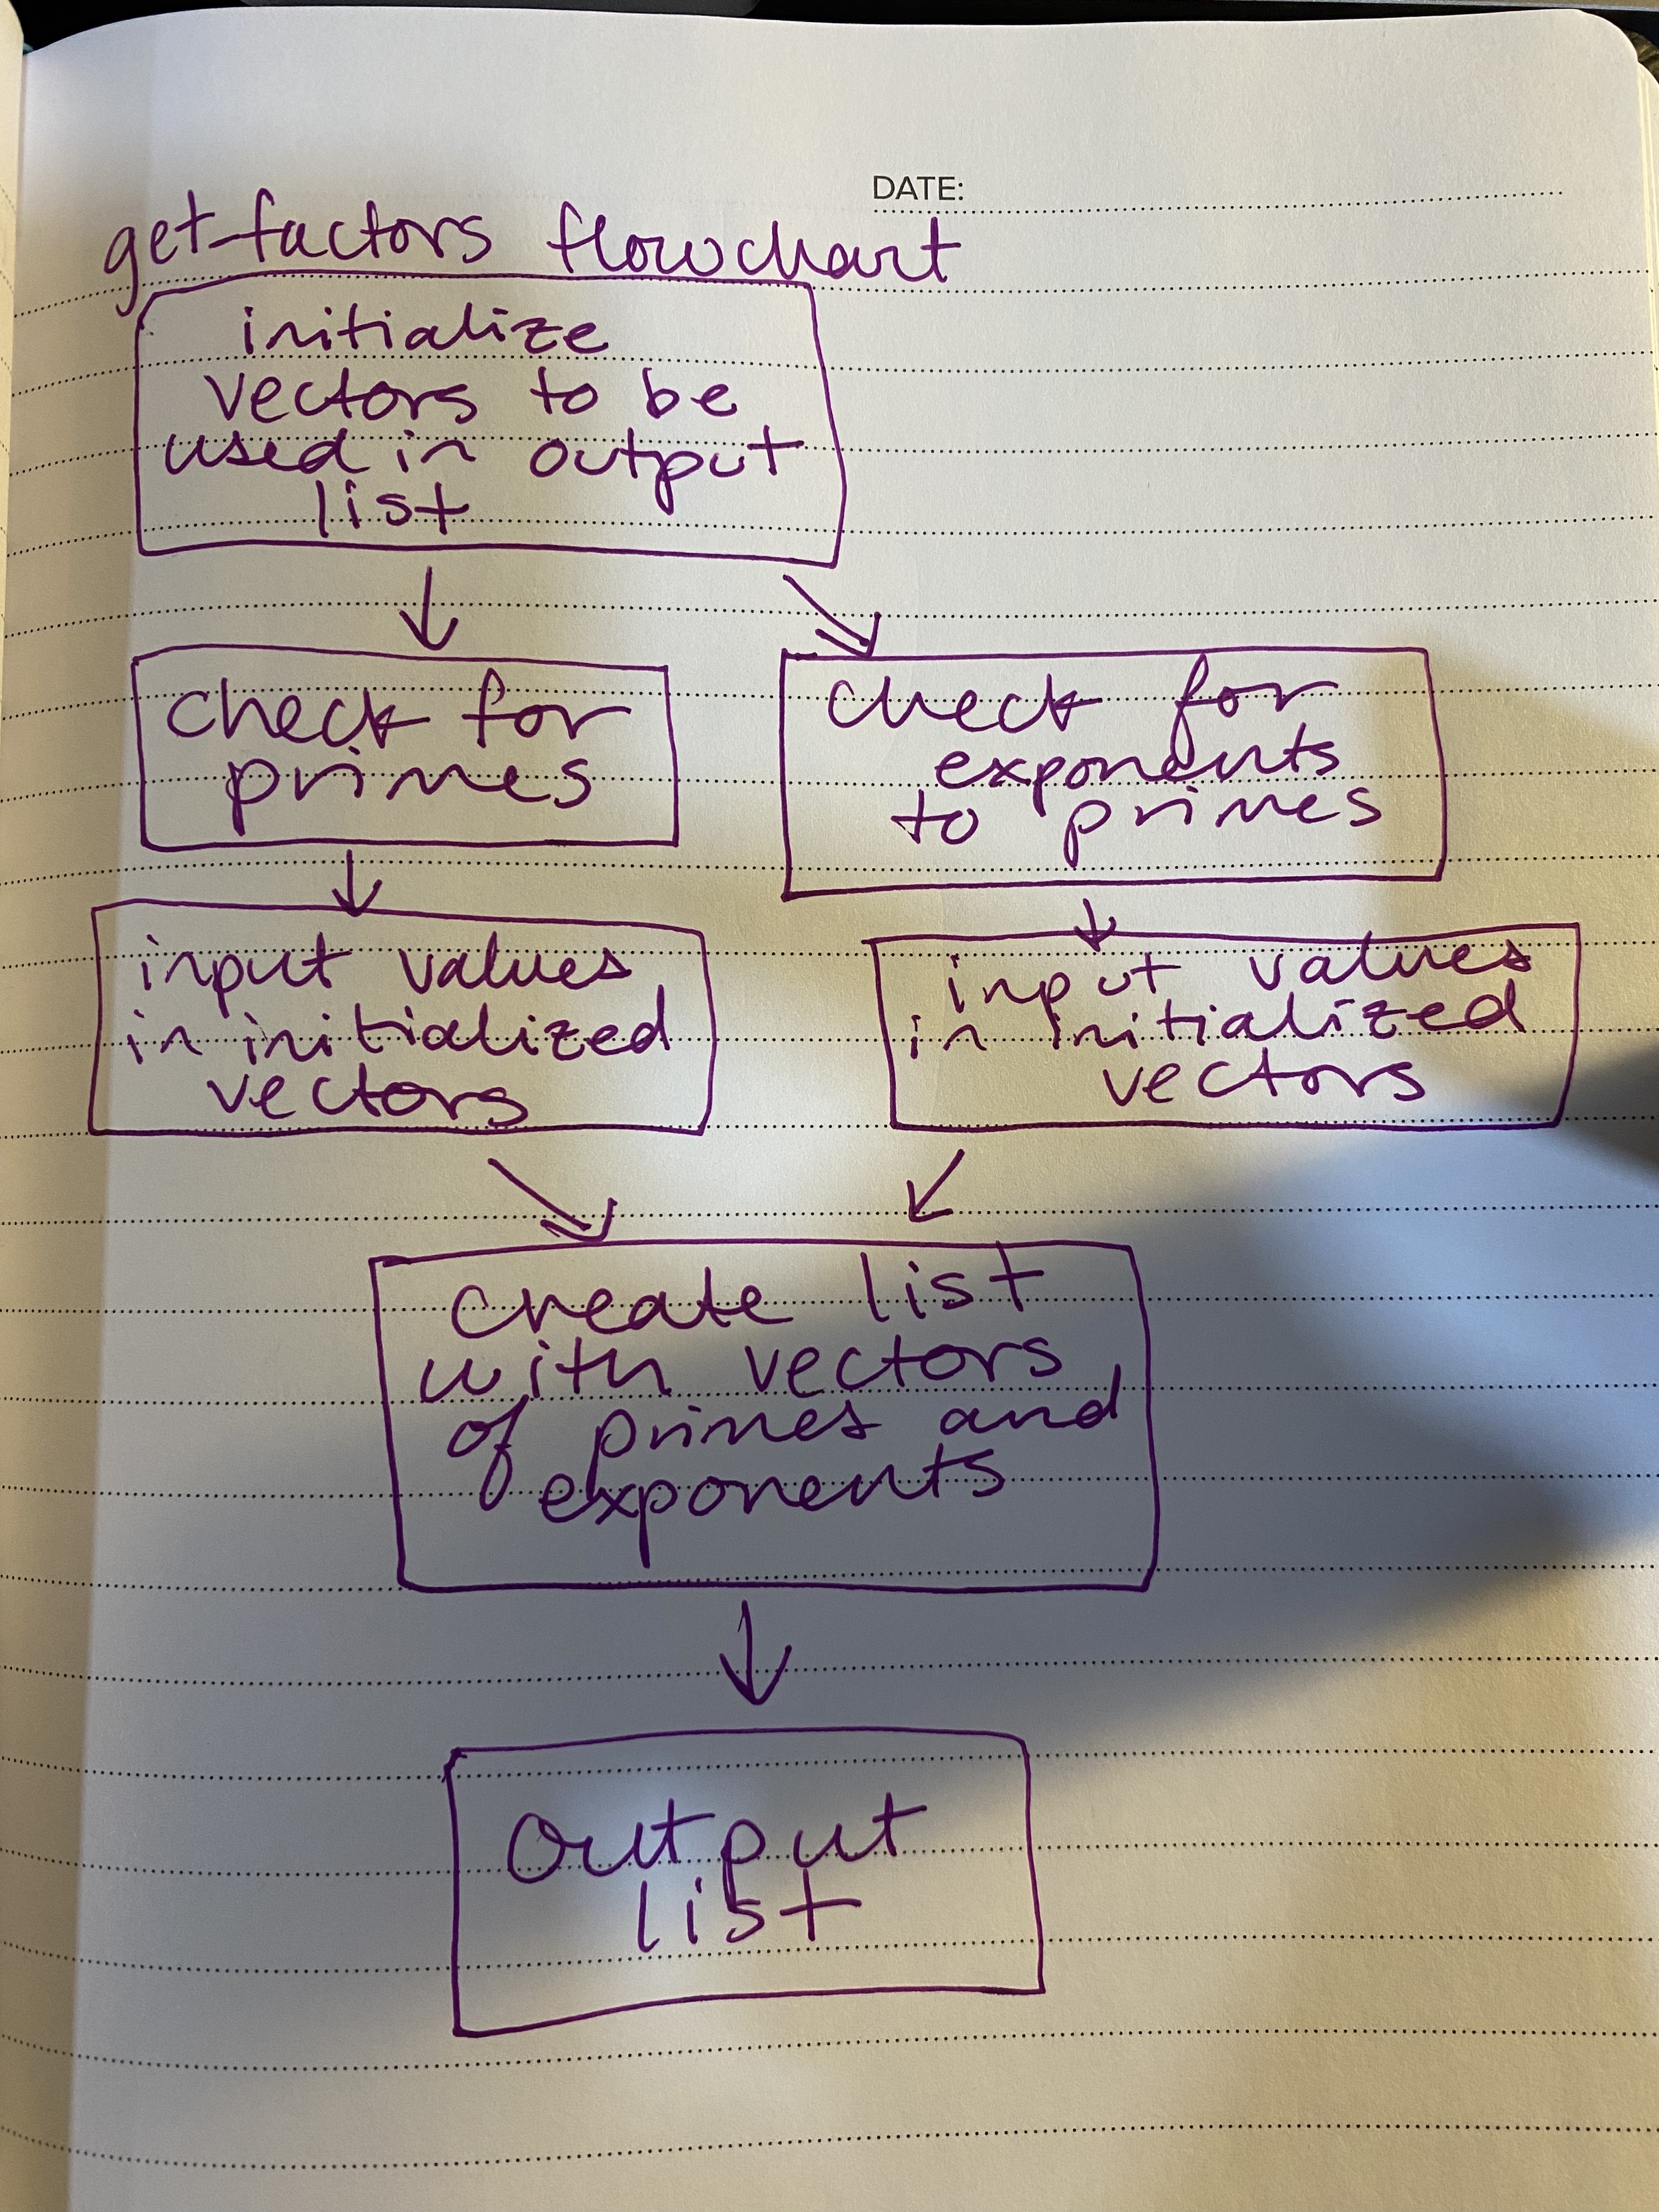 DATE:
get-factors flowchart
initialize
vectors to be
used in output
list
check for
primes
check for
exponents
to primes
input values
in initialized
vectors
input values
in initialized
vectors
create list
with vectors
of primes and
exponents
output
list